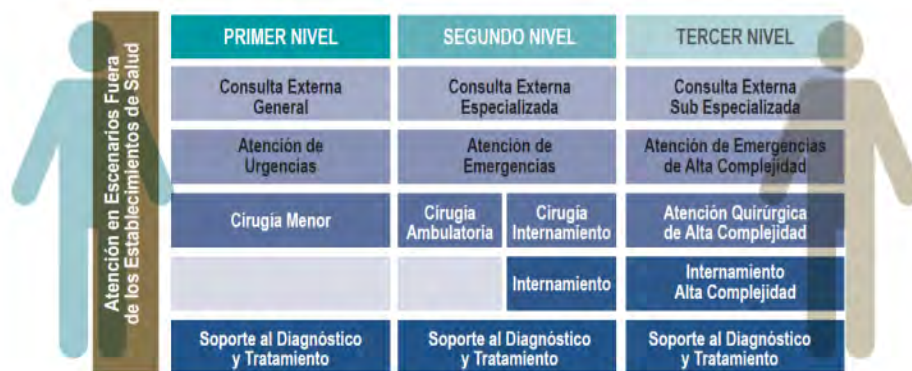 Atención en Escenarios Fuera
de los Establecimientos de Salud
PRIMER NIVEL
SEGUNDO NIVEL
TERCER NIVEL
Consulta Externa
General
Consulta Externa
Especializada
Consulta Externa
Sub Especializada
Atención de
Urgencias
Atención de
Emergencias
Atención de Emergencias
de Alta Complejidad
Cirugía Menor
Cirugía
Ambulatoria
Cirugía
Internamiento
Atención Quirúrgica
de Alta Complejidad
Internamiento
Internamiento
Alta Complejidad
Soporte al Diagnóstico
y Tratamiento
Soporte al Diagnóstico
y Tratamiento
Soporte al Diagnóstico
y Tratamiento